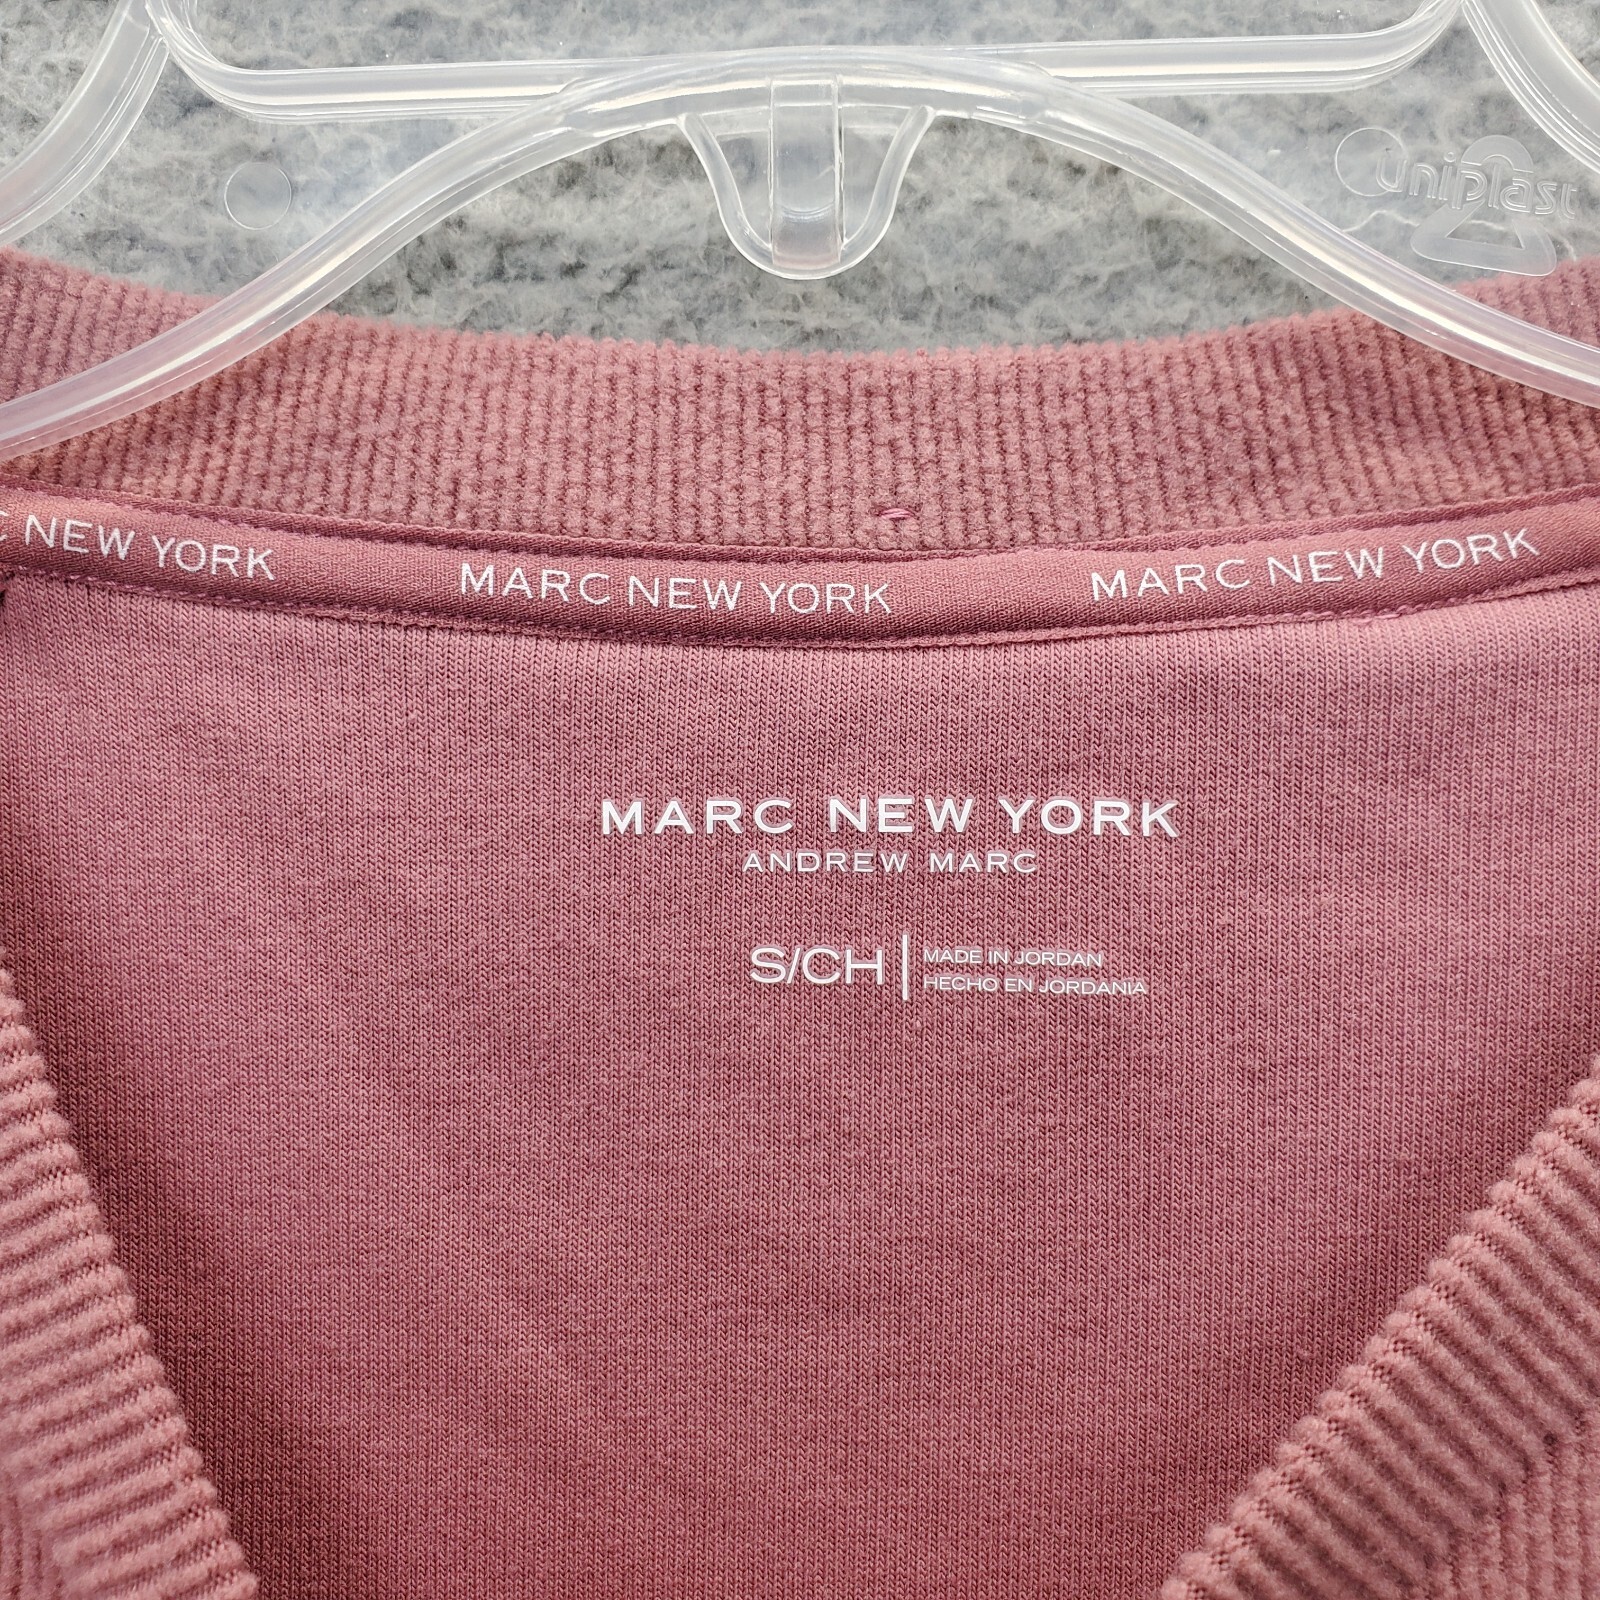 uniplast
C NEW YORK MARC NEW YORK MARC NEW YORK
MARC NEW YORK
ANDREW MARC
S/CH
MADE IN JORDAN
HECHO EN JORDANIA